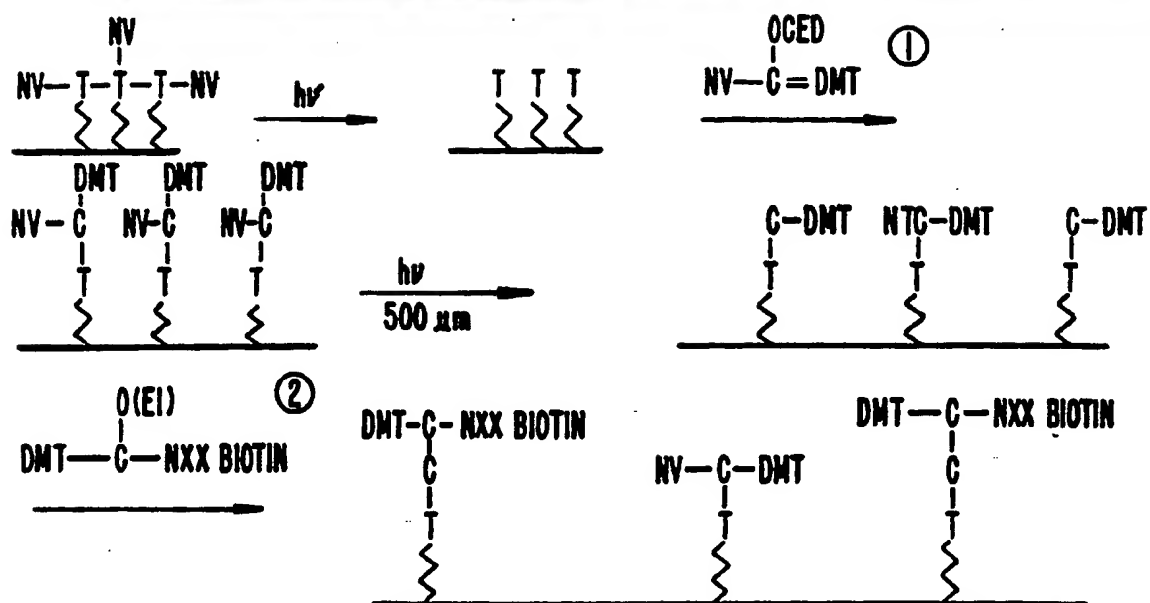 NV
NV—T—T—T—NV
hν
T T T
OCED
①
NV—C=DMT
DMT DMT DMT
NV—C NV—C NV—C
T T T
hν
500 µm
C—DMT NTC—DMT C—DMT
T T T
②
O(EI)
DMT—C—NXX BIOTIN
DMT—C—NXX BIOTIN
C
T
NV—C—DMT
T
DMT—C—NXX BIOTIN
C
T